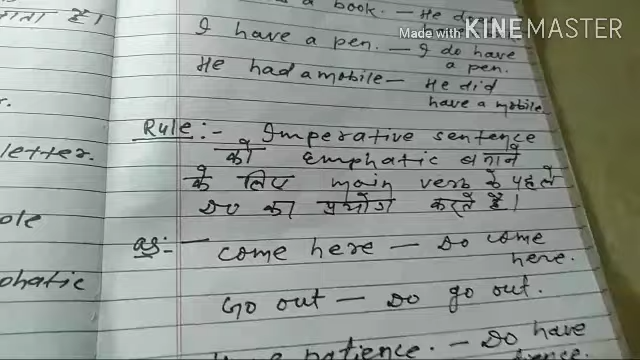 a book. — He d
Made with KINEMASTER
I have a pen. — I do have
a pen.
He had a mobile — He did
have a mobile
letter.
Rule:- Imperative sentence
को emphatic बनाने
के लिए main verb के पहले
Do का प्रयोग करते हैं।
ole
as:- come here — Do come
here.
phatic
Go out — Do go out.
patience. — Do have